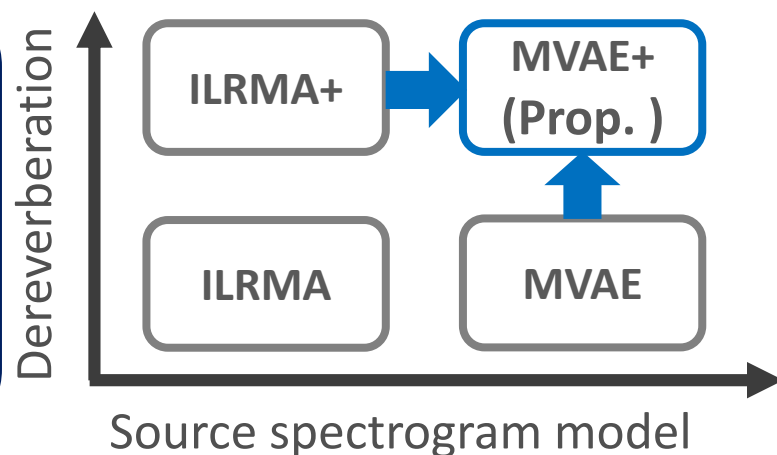 Dereverberation
ILRMA+
MVAE+
(Prop. )
ILRMA
MVAE
Source spectrogram model